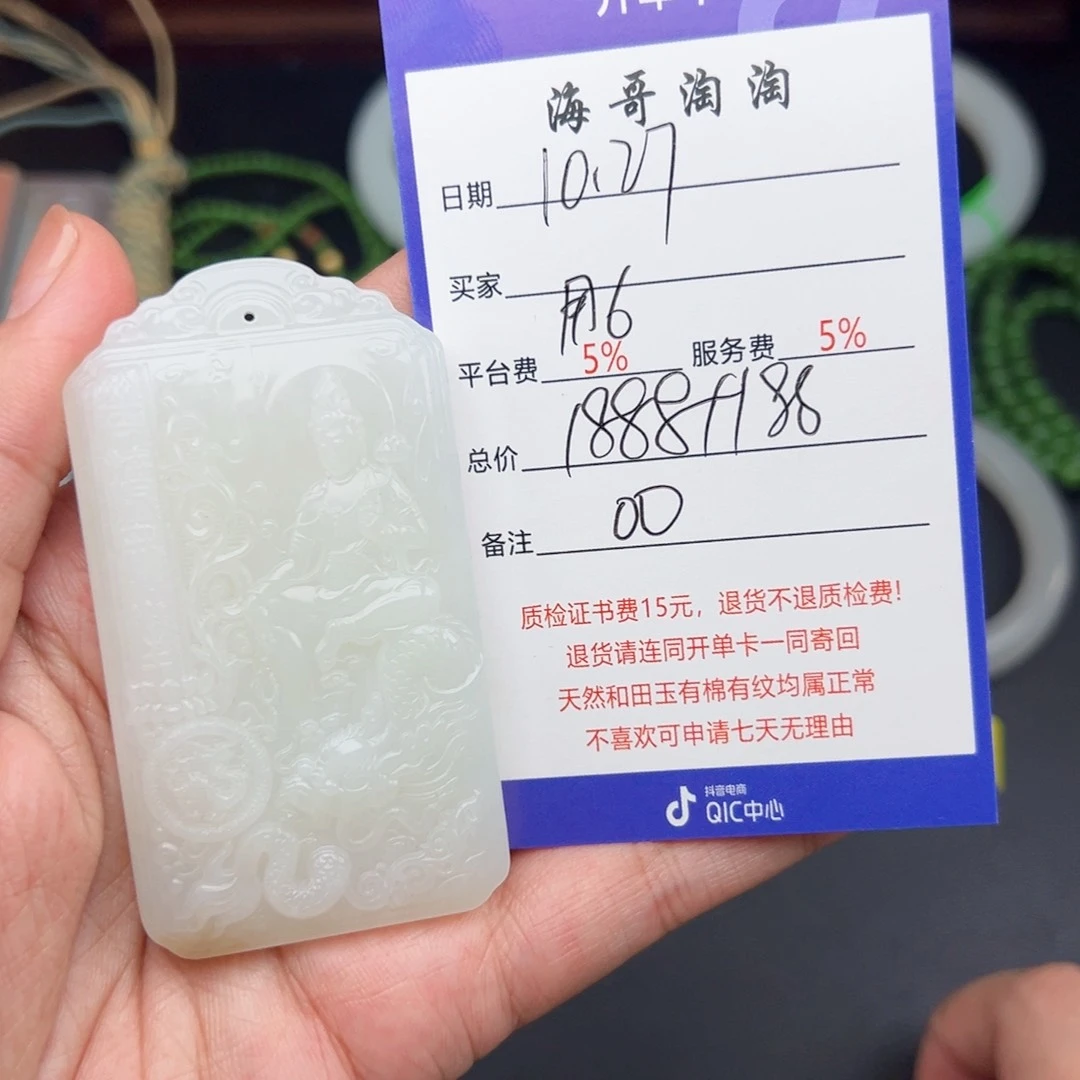 开单卡
海哥淘淘
日期 10.27
买家 用6
平台费 5% 服务费 5%
总价 1888+188
备注 00
质检证书费15元，退货不退质检费!
退货请连同开单卡一同寄回
天然和田玉有棉有纹均属正常
不喜欢可申请七天无理由
抖音电商
QIC中心